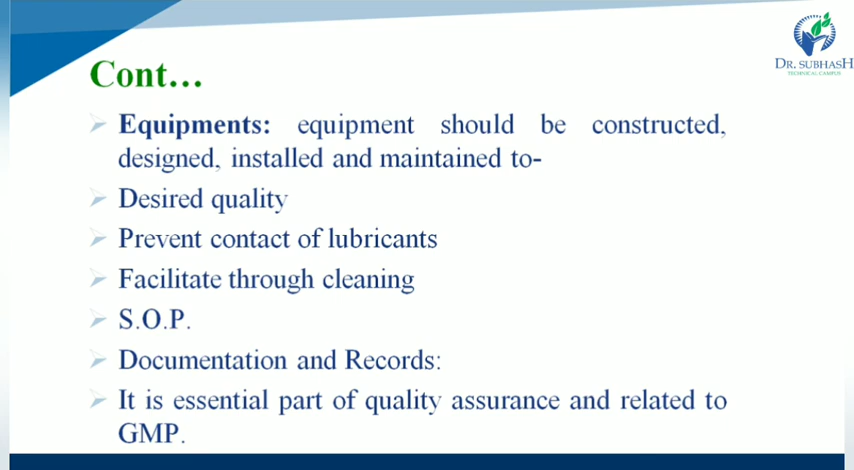 DR. SUBHASH
TECHNICAL CAMPUS
Cont...
Equipments: equipment should be constructed,
designed, installed and maintained to-
Desired quality
Prevent contact of lubricants
Facilitate through cleaning
S.O.P.
Documentation and Records:
It is essential part of quality assurance and related to
GMP.